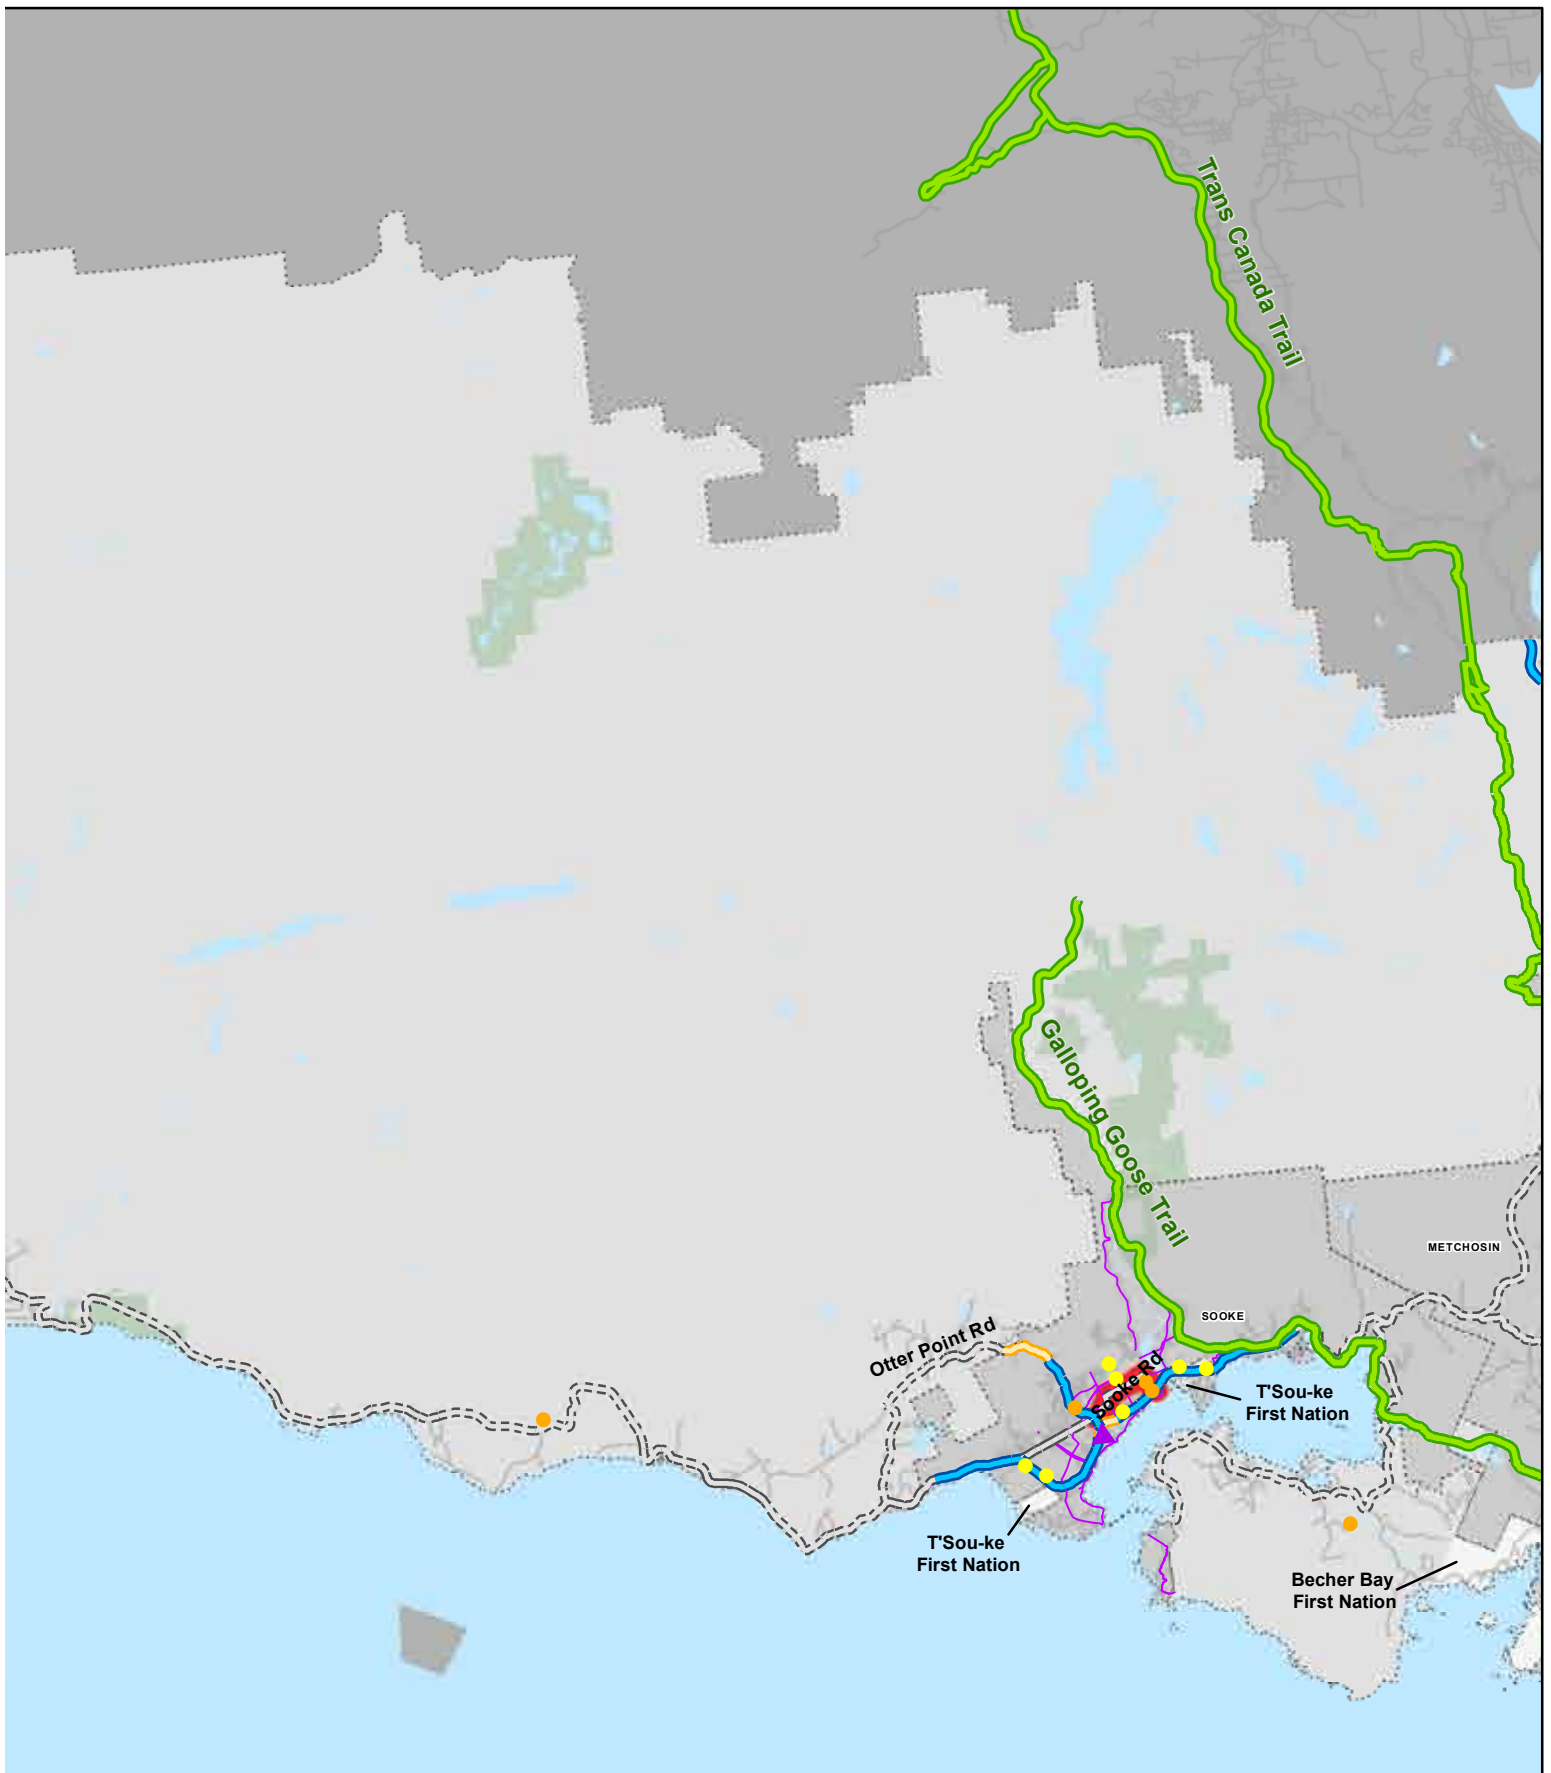 Trans Canada Trail
Galloping Goose Trail
METCHOSIN
SOOKE
Otter Point Rd
Sooke Rd
T'Sou-ke
First Nation
T'Sou-ke
First Nation
Becher Bay
First Nation